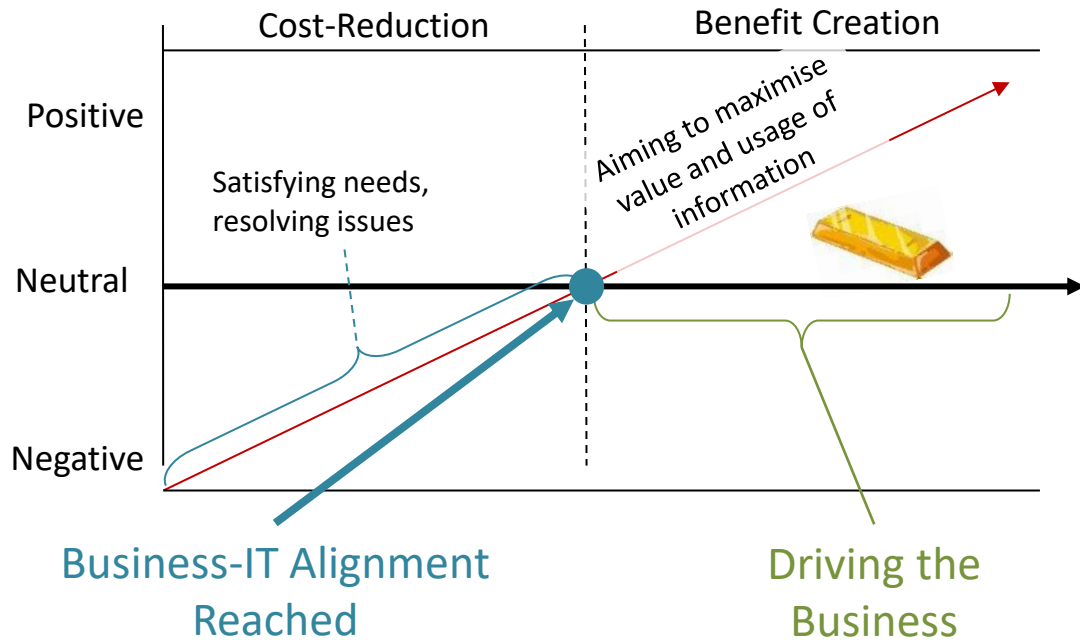 Cost-Reduction
Benefit Creation
Positive
Aiming to maximise
value and usage of
information
Satisfying needs,
resolving issues
Neutral
Negative
Business-IT Alignment
Reached
Driving the
Business